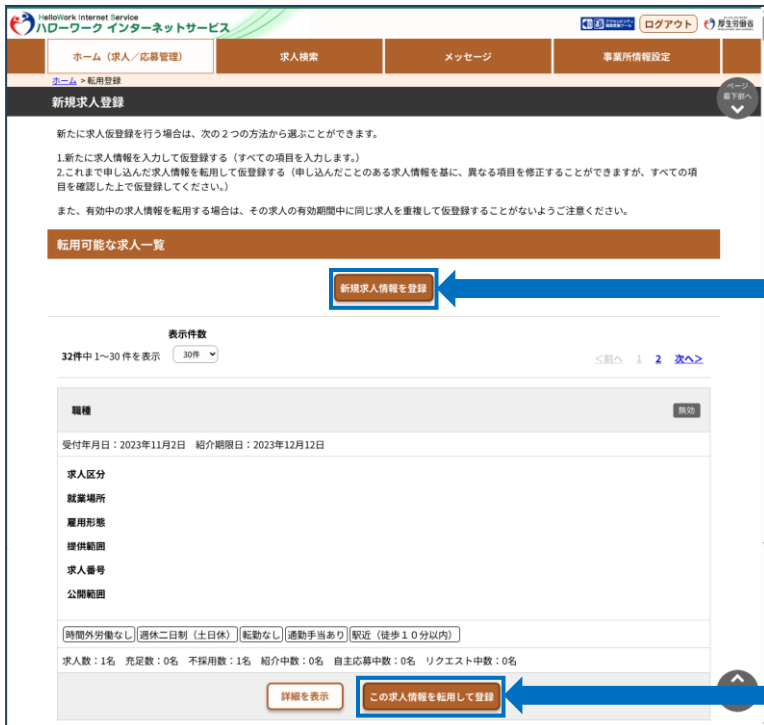 HelloWork Internet Service
ハローワーク インターネットサービス
ログアウト
厚生労働省
ホーム（求人／応募管理）
求人検索
メッセージ
事業所情報設定
ホーム > 転用登録
新規求人登録
ページ
最下部へ
新たに求人仮登録を行う場合は、次の２つの方法から選ぶことができます。
1.新たに求人情報を入力して仮登録する（すべての項目を入力します。）
2.これまで申し込んだ求人情報を転用して仮登録する（申し込んだことのある求人情報を基に、異なる項目を修正することができますが、すべての項
目を確認した上で仮登録してください。）
また、有効中の求人情報を転用する場合は、その求人の有効期間中に同じ求人を重複して仮登録することがないようご注意ください。
転用可能な求人一覧
新規求人情報を登録
表示件数
32件中 1～30 件を表示
30件
＜前へ 1 2 次へ＞
職種
無効
受付年月日：2023年11月2日 紹介期限日：2023年12月12日
求人区分
就業場所
雇用形態
提供範囲
求人番号
公開範囲
時間外労働なし 週休二日制（土日休） 転勤なし 通勤手当あり 駅近（徒歩１０分以内）
求人数：1名 充足数：0名 不採用数：1名 紹介中数：0名 自主応募中数：0名 リクエスト中数：0名
詳細を表示
この求人情報を転用して登録